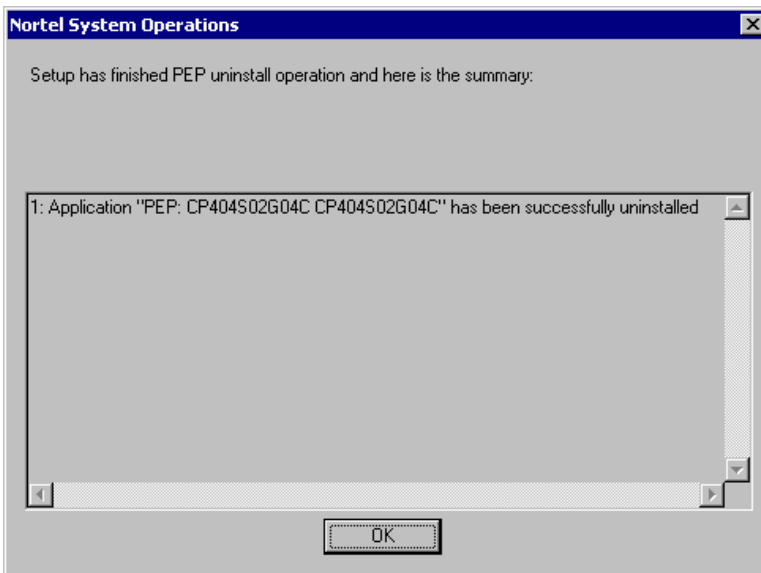 Nortel System Operations
Setup has finished PEP uninstall operation and here is the summary:
1: Application "PEP: CP404S02G04C CP404S02G04C" has been successfully uninstalled
OK